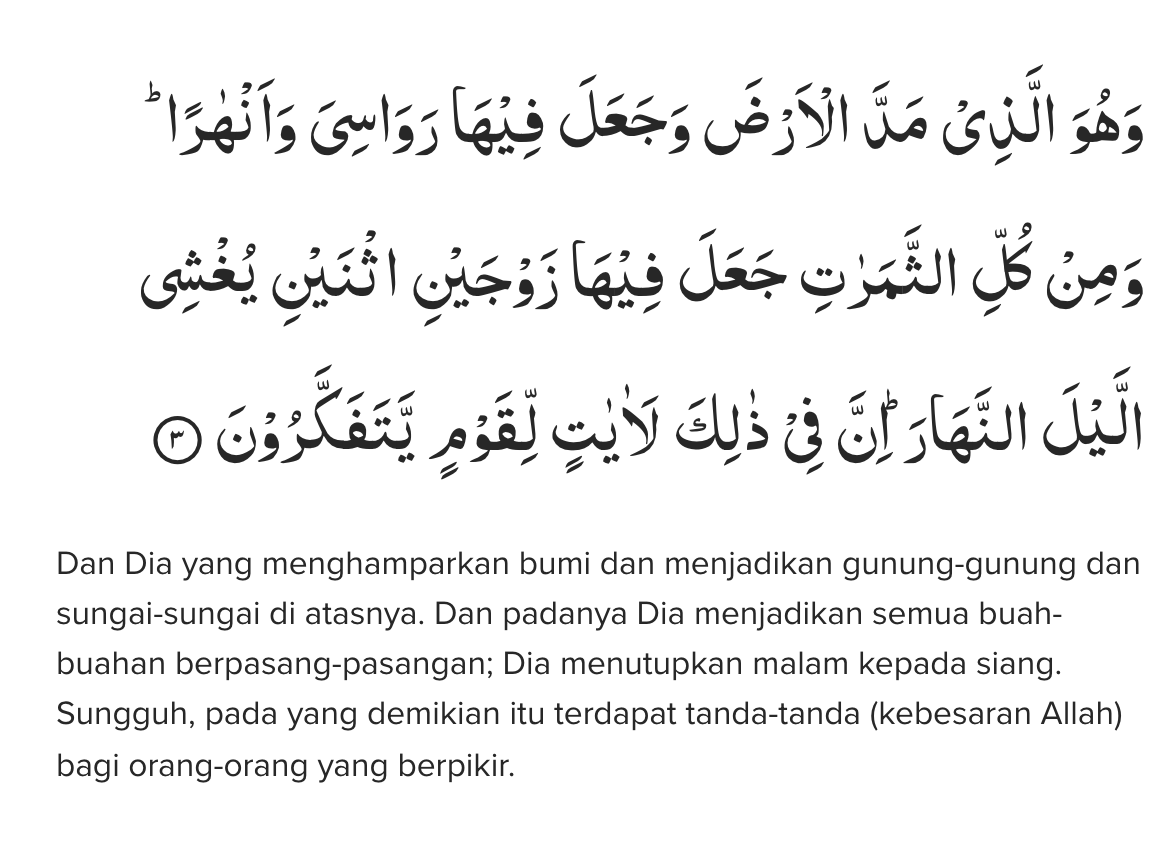 وَهُوَ الَّذِيْ مَدَّ الْاَرْضَ وَجَعَلَ فِيْهَا رَوَاسِيَ وَاَنْهٰرًا ۗ
وَمِنْ كُلِّ الثَّمَرٰتِ جَعَلَ فِيْهَا زَوْجَيْنِ اثْنَيْنِ يُغْشِى
الَّيْلَ النَّهَارَۗ اِنَّ فِيْ ذٰلِكَ لَاٰيٰتٍ لِّقَوْمٍ يَّتَفَكَّرُوْنَ ٣
Dan Dia yang menghamparkan bumi dan menjadikan gunung-gunung dan
sungai-sungai di atasnya. Dan padanya Dia menjadikan semua buah-
buahan berpasang-pasangan; Dia menutupkan malam kepada siang.
Sungguh, pada yang demikian itu terdapat tanda-tanda (kebesaran Allah)
bagi orang-orang yang berpikir.